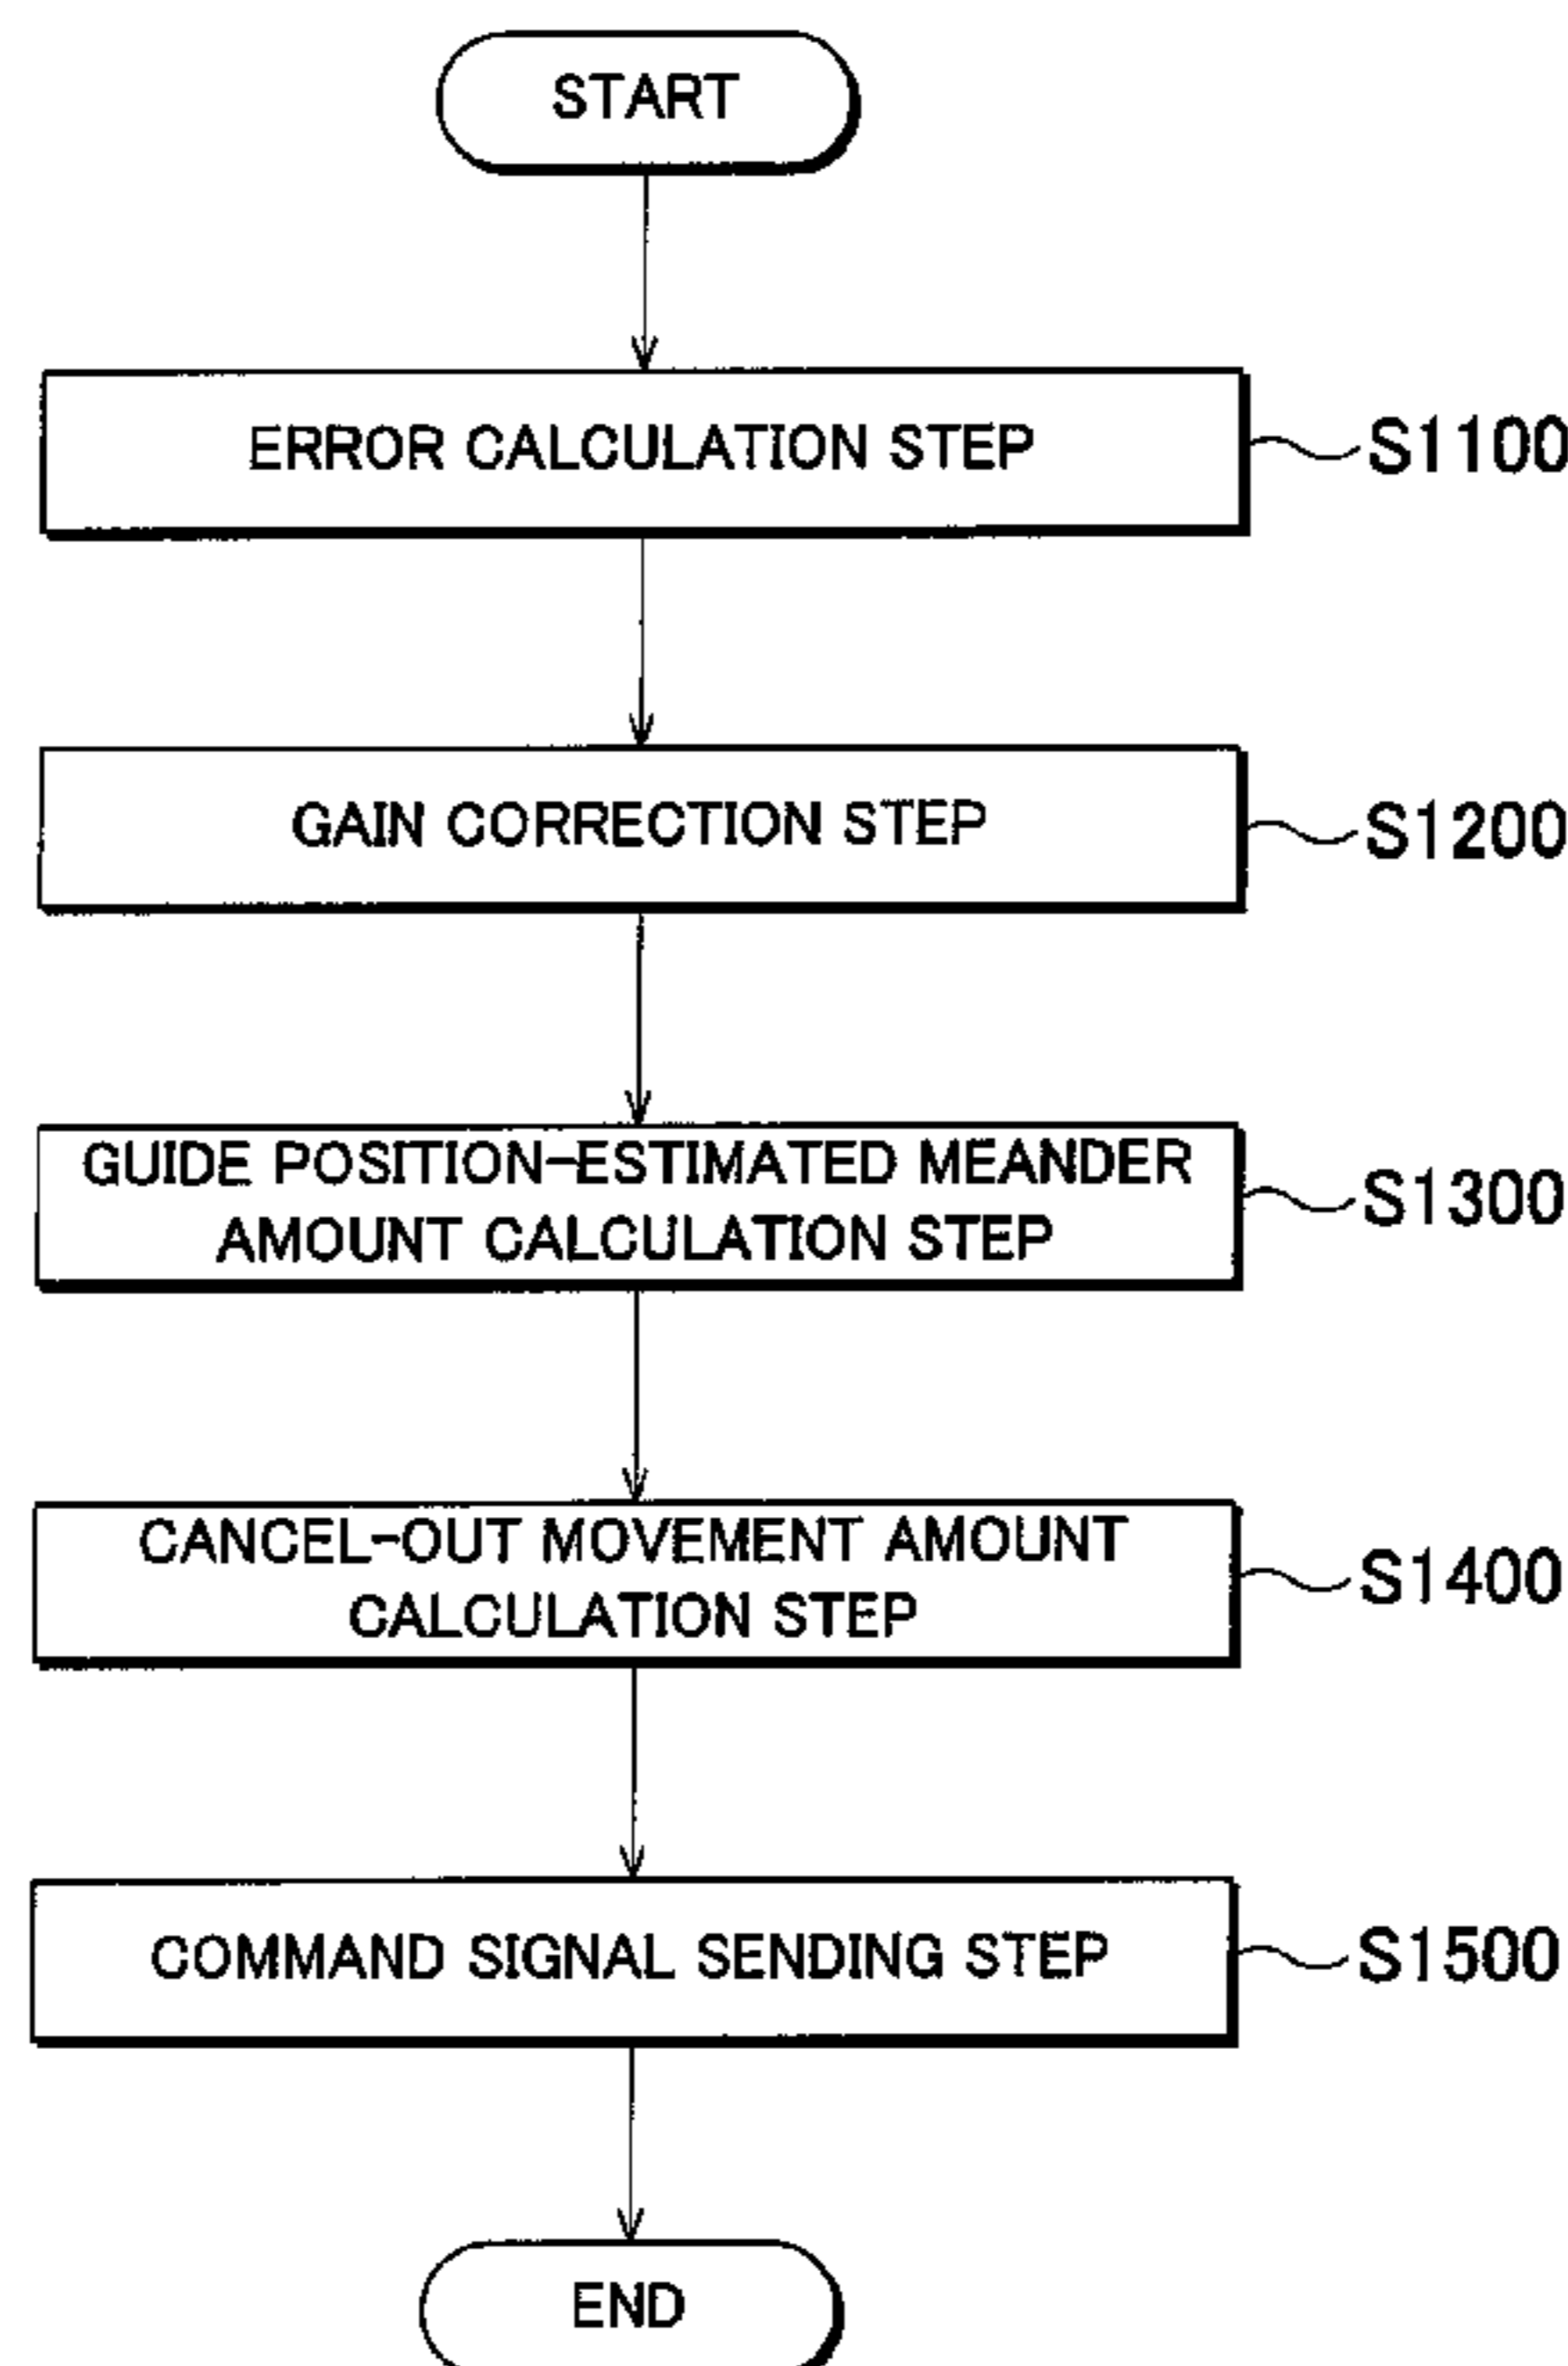 START
ERROR CALCULATION STEP
S1100
GAIN CORRECTION STEP
S1200
GUIDE POSITION-ESTIMATED MEANDER
AMOUNT CALCULATION STEP
S1300
CANCEL-OUT MOVEMENT AMOUNT
CALCULATION STEP
S1400
COMMAND SIGNAL SENDING STEP
S1500
END